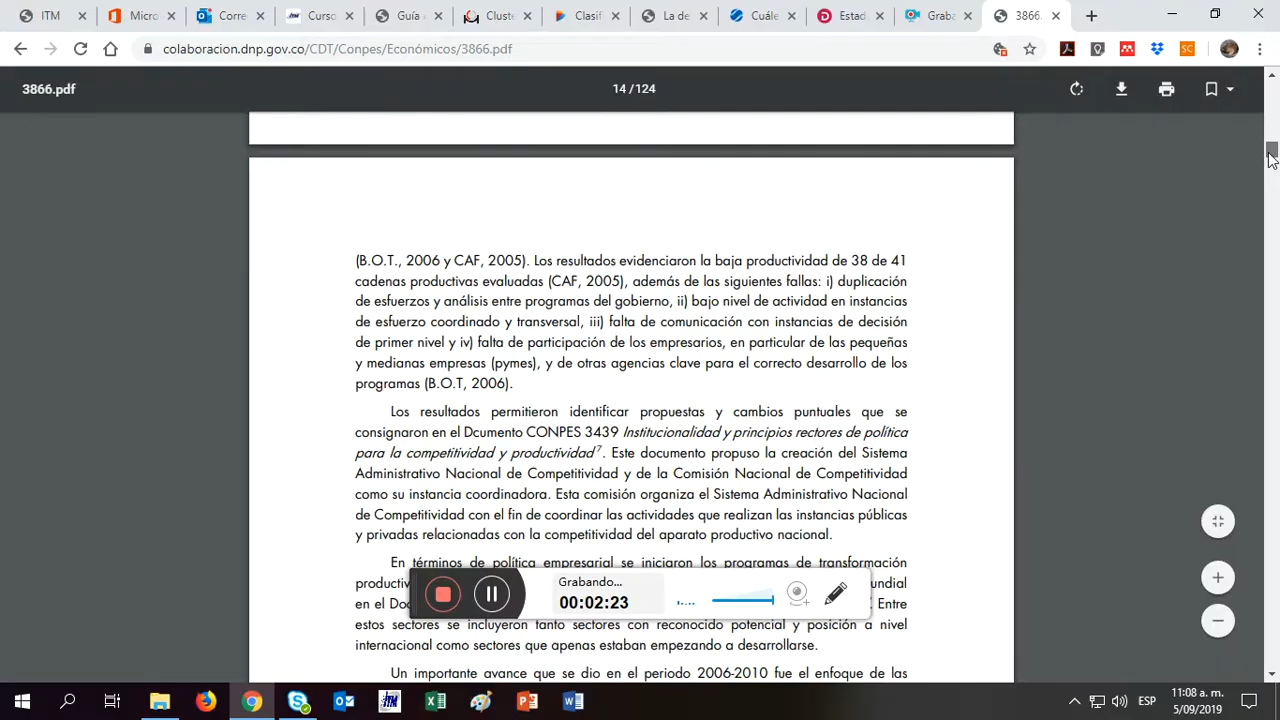 ITM
Micro
Corre
Curso
Guía
Cluste
Clasif
La de
Cuále
Estad
Graba
3866.
colaboracion.dnp.gov.co/CDT/Conpes/Económicos/3866.pdf
SC
3866.pdf
14 / 124
(B.O.T., 2006 y CAF, 2005). Los resultados evidenciaron la baja productividad de 38 de 41
cadenas productivas evaluadas (CAF, 2005), además de las siguientes fallas: i) duplicación
de esfuerzos y análisis entre programas del gobierno, ii) bajo nivel de actividad en instancias
de esfuerzo coordinado y transversal, iii) falta de comunicación con instancias de decisión
de primer nivel y iv) falta de participación de los empresarios, en particular de las pequeñas
y medianas empresas (pymes), y de otras agencias clave para el correcto desarrollo de los
programas (B.O.T, 2006).
Los resultados permitieron identificar propuestas y cambios puntuales que se
consignaron en el Dcumento CONPES 3439 Institucionalidad y principios rectores de política
para la competitividad y productividad 7. Este documento propuso la creación del Sistema
Administrativo Nacional de Competitividad y de la Comisión Nacional de Competitividad
como su instancia coordinadora. Esta comisión organiza el Sistema Administrativo Nacional
de Competitividad con el fin de coordinar las actividades que realizan las instancias públicas
y privadas relacionadas con la competitividad del aparato productivo nacional.
En términos de política empresarial se iniciaron los programas de transformación
productiv
undial
en el Do
Entre
Grabando...
00:02:23
estos sectores se incluyeron tanto sectores con reconocido potencial y posición a nivel
internacional como sectores que apenas estaban empezando a desarrollarse.
Un importante avance que se dio en el periodo 2006-2010 fue el enfoque de las
ESP
11:08 a. m.
5/09/2019